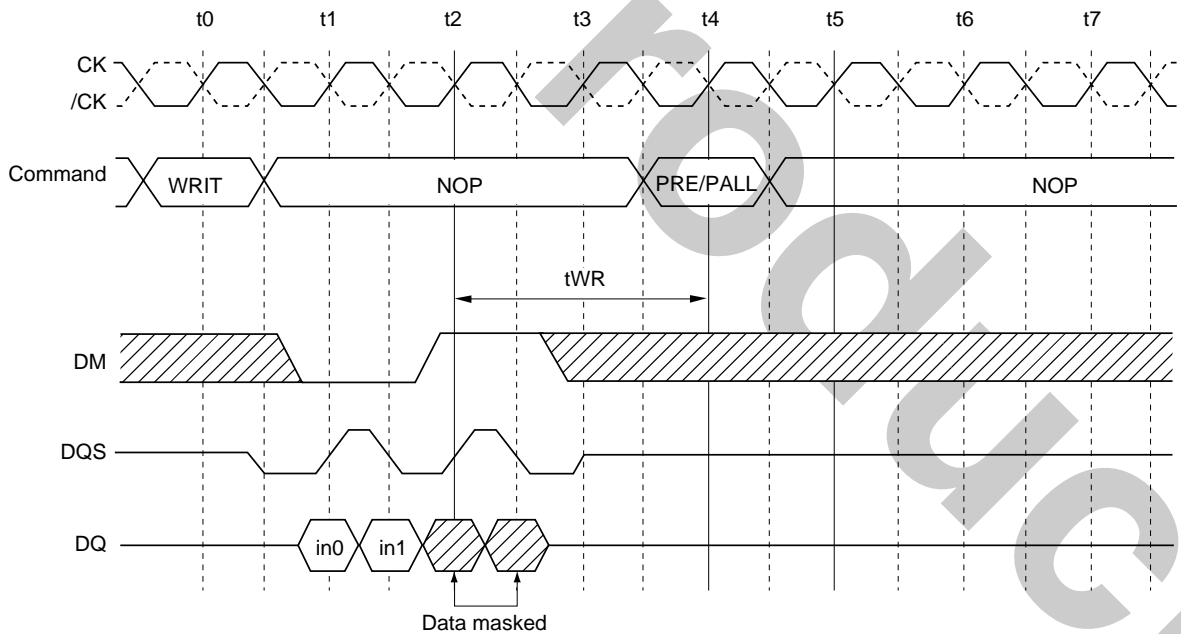 t0 t1 t2 t3 t4 t5 t6 t7
CK
/CK
Command WRIT NOP PRE/PALL NOP
tWR
DM
DQS
DQ in0 in1
Data masked
roduc